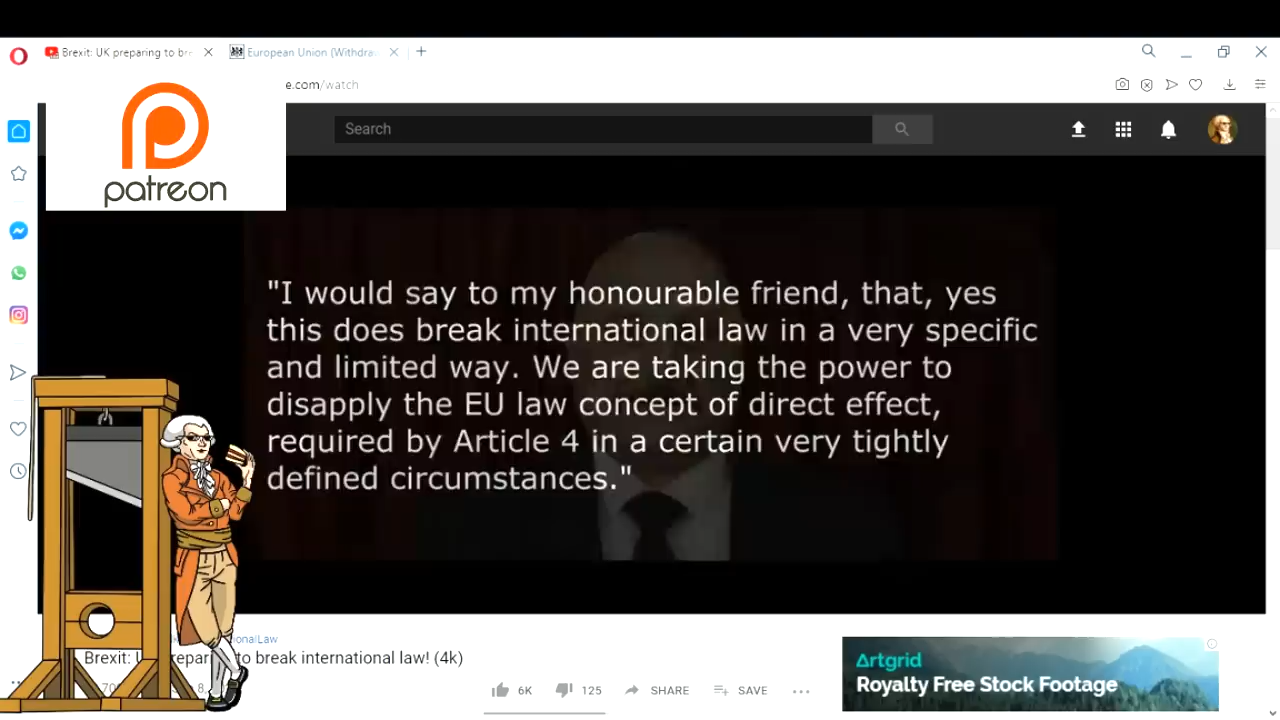 Brexit: UK preparing to br
European Union (Withdra
e.com/watch
patreon
Search
"I would say to my honourable friend, that, yes
this does break international law in a very specific
and limited way. We are taking the power to
disapply the EU law concept of direct effect,
required by Article 4 in a certain very tightly
defined circumstances."
onalLaw
Brexit: U to break international law! (4k)
6K
125
SHARE
SAVE
Artgrid
Royalty Free Stock Footage